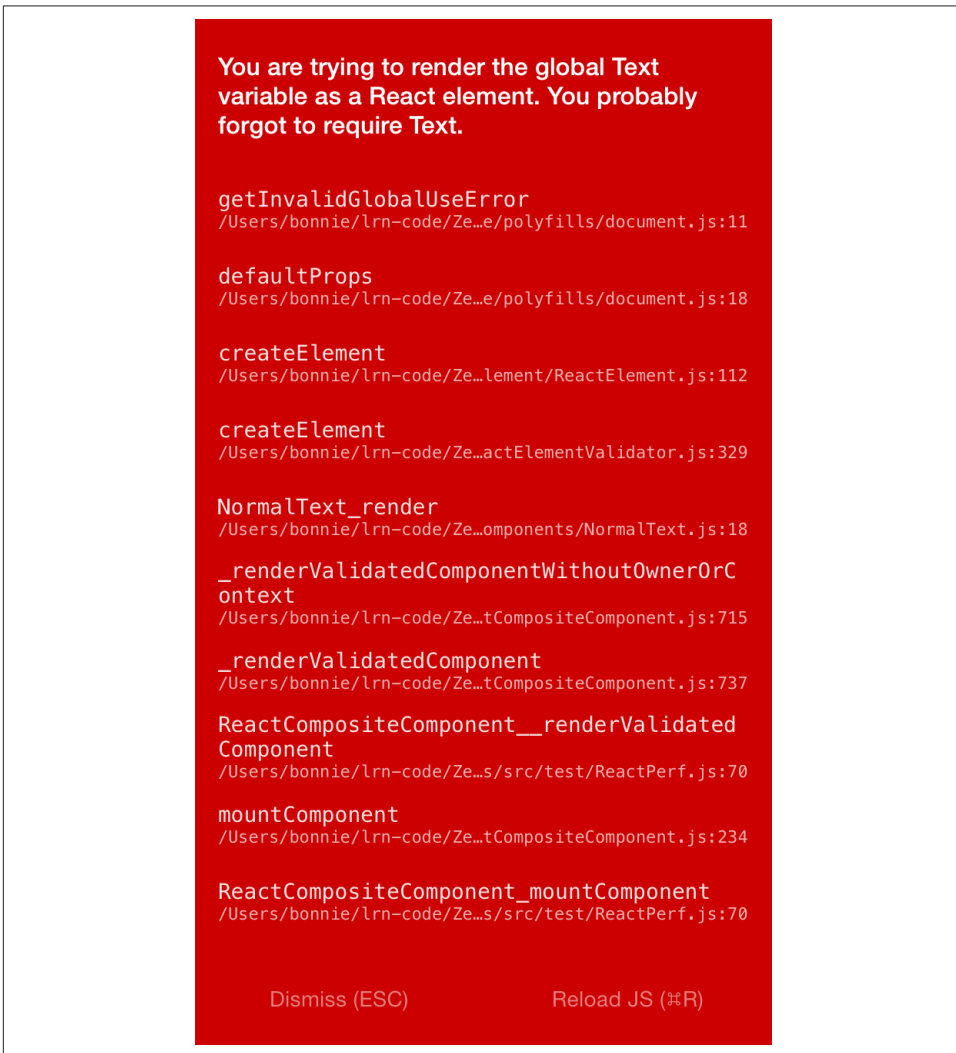 You are trying to render the global Text
variable as a React element. You probably
forgot to require Text.
getInvalidGlobalUseError
/Users/bonnie/lrn-code/Ze…e/polyfills/document.js:11
defaultProps
/Users/bonnie/lrn-code/Ze…e/polyfills/document.js:18
createElement
/Users/bonnie/lrn-code/Ze…lement/ReactElement.js:112
createElement
/Users/bonnie/lrn-code/Ze…actElementValidator.js:329
NormalText_render
/Users/bonnie/lrn-code/Ze…omponents/NormalText.js:18
_renderValidatedComponentWithoutOwnerOrC
ontext
/Users/bonnie/lrn-code/Ze…tCompositeComponent.js:715
_renderValidatedComponent
/Users/bonnie/lrn-code/Ze…tCompositeComponent.js:737
ReactCompositeComponent__renderValidated
Component
/Users/bonnie/lrn-code/Ze…s/src/test/ReactPerf.js:70
mountComponent
/Users/bonnie/lrn-code/Ze…tCompositeComponent.js:234
ReactCompositeComponent_mountComponent
/Users/bonnie/lrn-code/Ze…s/src/test/ReactPerf.js:70
Dismiss (ESC)
Reload JS (⌘R)